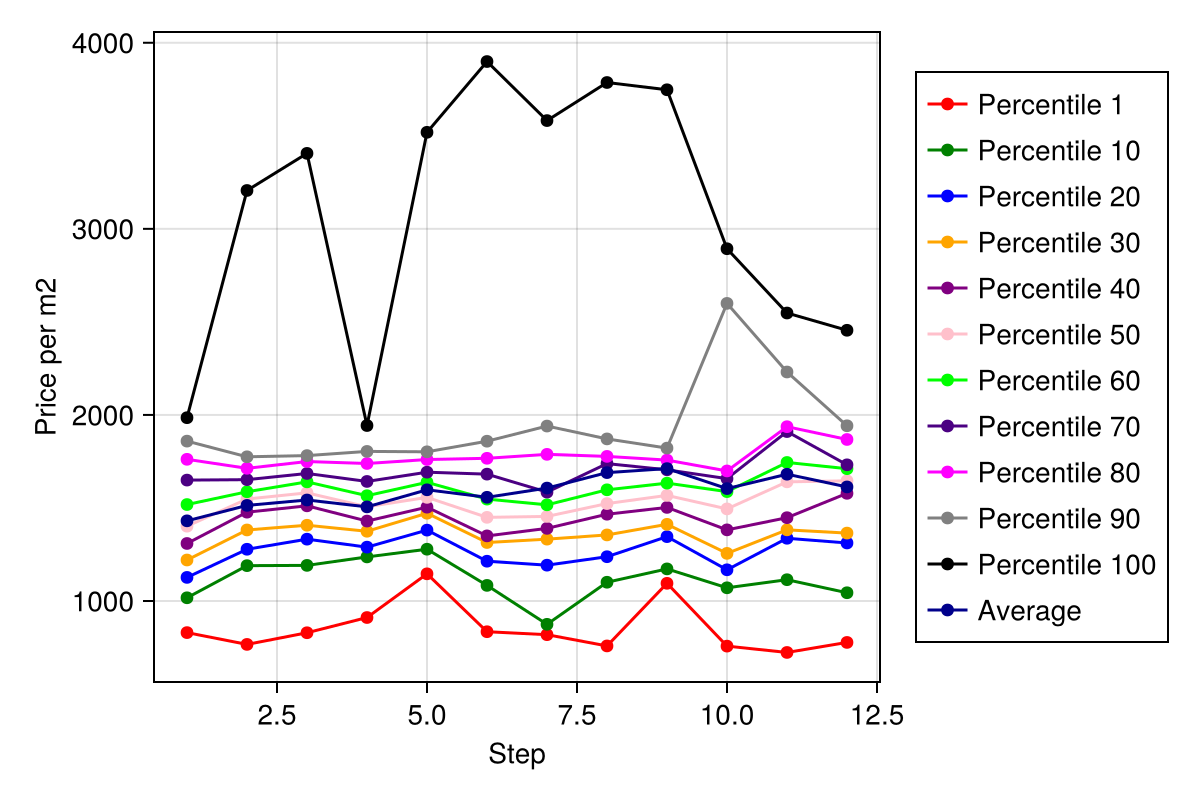 4000
3000
2000
1000
Price per m2
2.5 5.0 7.5 10.0 12.5
Step
Percentile 1
Percentile 10
Percentile 20
Percentile 30
Percentile 40
Percentile 50
Percentile 60
Percentile 70
Percentile 80
Percentile 90
Percentile 100
Average